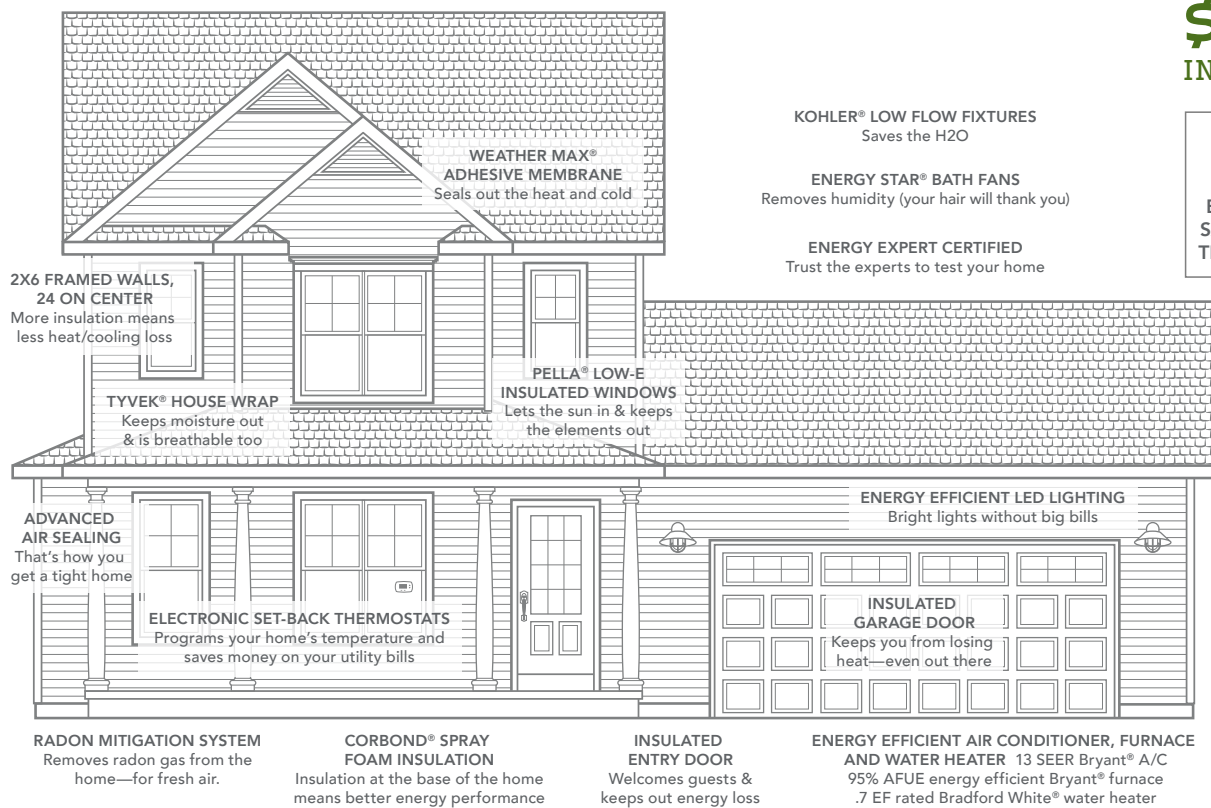 $
IN
KOHLER® LOW FLOW FIXTURES
Saves the H2O
WEATHER MAX®
ADHESIVE MEMBRANE
Seals out the heat and cold
ENERGY STAR® BATH FANS
Removes humidity (your hair will thank you)
ENERGY EXPERT CERTIFIED
Trust the experts to test your home
2X6 FRAMED WALLS,
24 ON CENTER
More insulation means
less heat/cooling loss
PELLA® LOW-E
INSULATED WINDOWS
Lets the sun in & keeps
the elements out
TYVEK® HOUSE WRAP
Keeps moisture out
& is breathable too
ENERGY EFFICIENT LED LIGHTING
Bright lights without big bills
ADVANCED
AIR SEALING
That's how you
get a tight home
ELECTRONIC SET-BACK THERMOSTATS
Programs your home's temperature and
saves money on your utility bills
INSULATED
GARAGE DOOR
Keeps you from losing
heat—even out there
RADON MITIGATION SYSTEM
Removes radon gas from the
home—for fresh air.
CORBOND® SPRAY
FOAM INSULATION
Insulation at the base of the home
means better energy performance
INSULATED
ENTRY DOOR
Welcomes guests &
keeps out energy loss
ENERGY EFFICIENT AIR CONDITIONER, FURNACE
AND WATER HEATER 13 SEER Bryant® A/C
95% AFUE energy efficient Bryant® furnace
.7 EF rated Bradford White® water heater